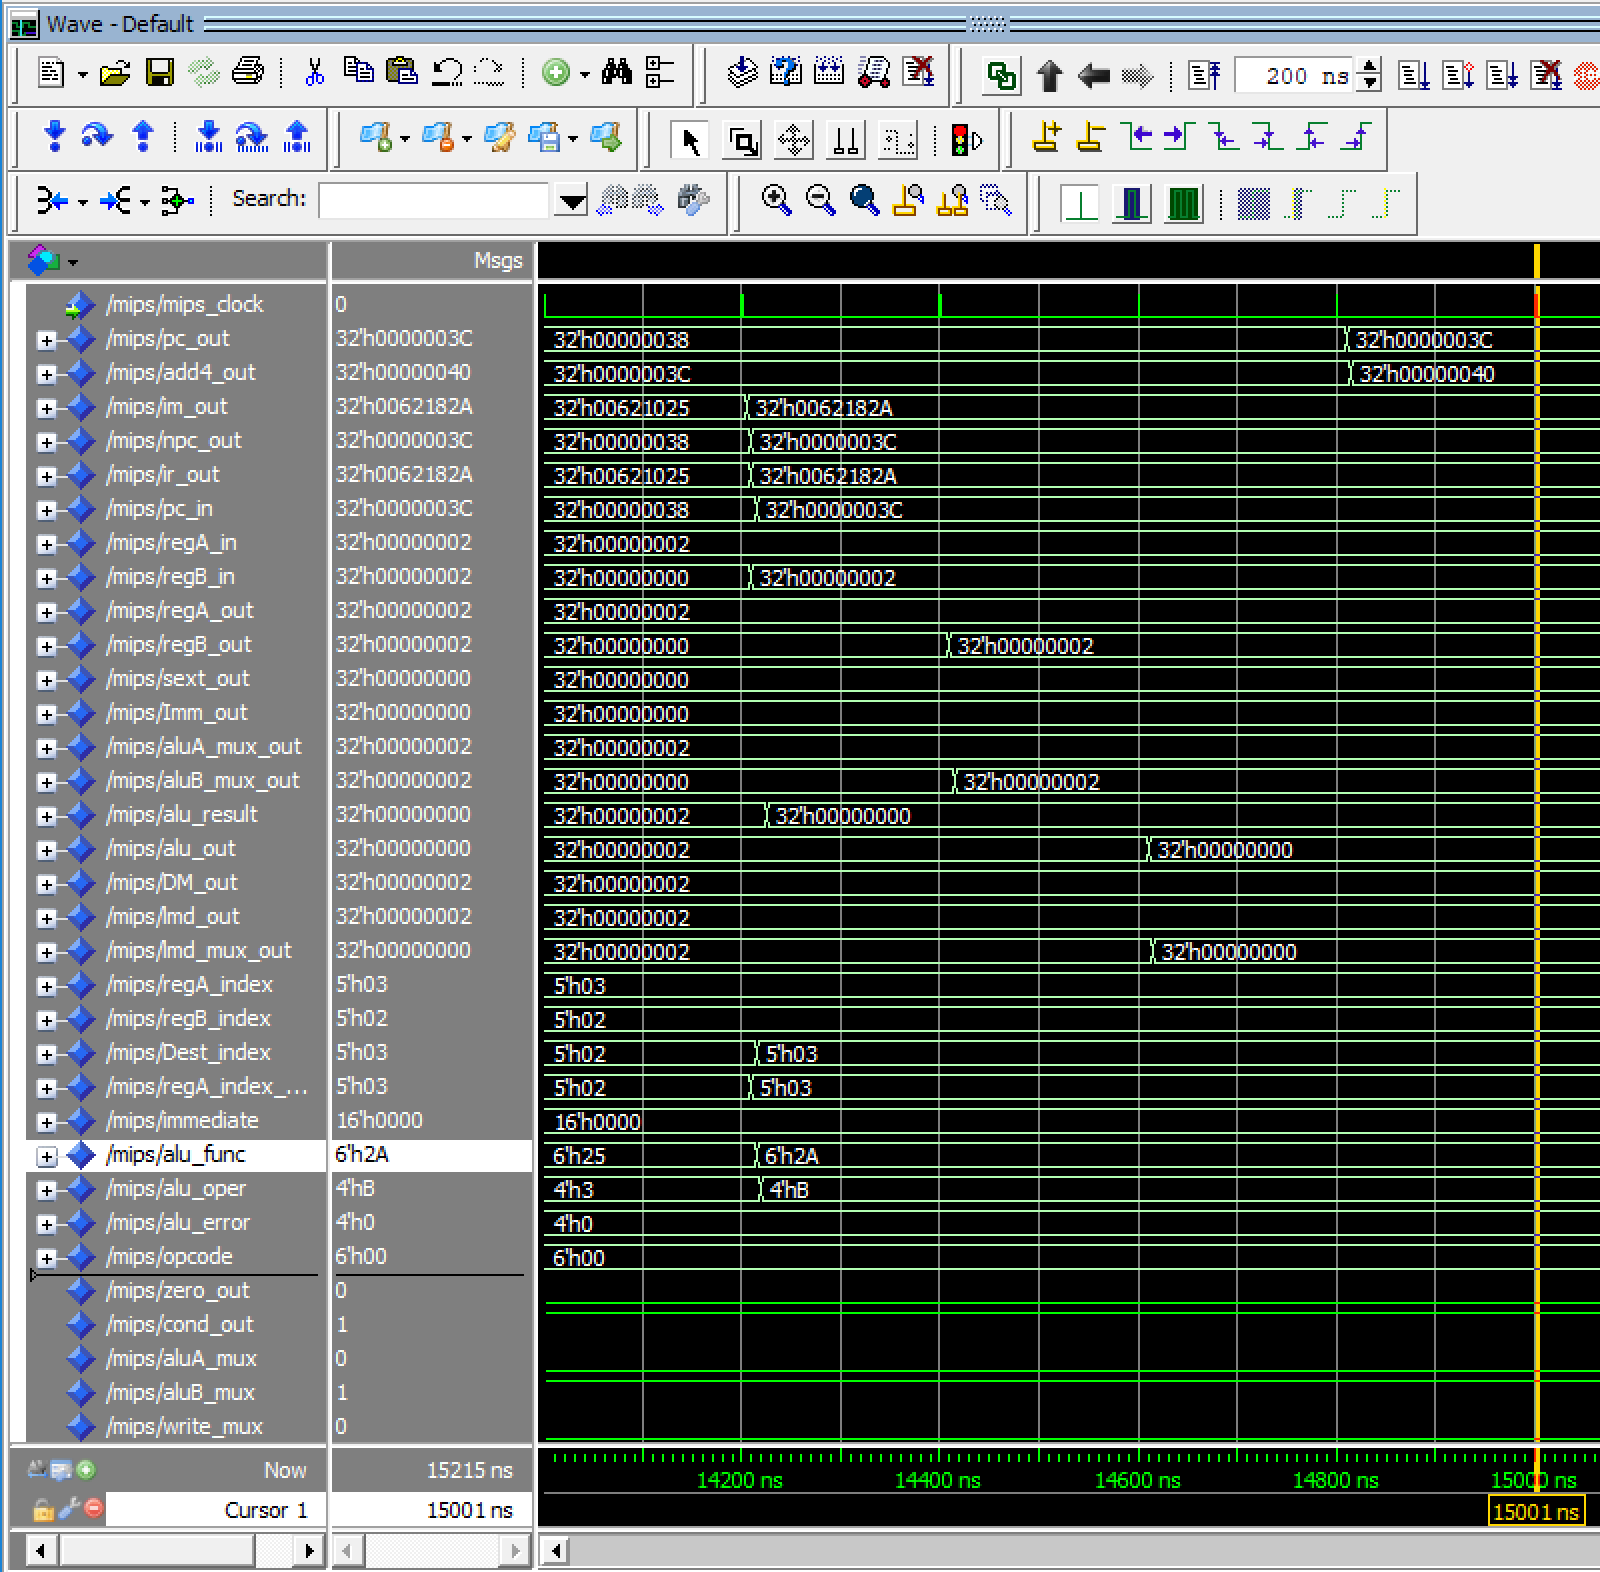 Wave - Default
200 ns
Search:
Msgs
/mips/mips_clock 0
/mips/pc_out 32'h0000003C 32'h00000038 32'h0000003C
/mips/add4_out 32'h00000040 32'h0000003C 32'h00000040
/mips/im_out 32'h0062182A 32'h00621025 32'h0062182A
/mips/npc_out 32'h0000003C 32'h00000038 32'h0000003C
/mips/ir_out 32'h0062182A 32'h00621025 32'h0062182A
/mips/pc_in 32'h0000003C 32'h00000038 32'h0000003C
/mips/regA_in 32'h00000002 32'h00000002
/mips/regB_in 32'h00000002 32'h00000000 32'h00000002
/mips/regA_out 32'h00000002 32'h00000002
/mips/regB_out 32'h00000002 32'h00000000 32'h00000002
/mips/sext_out 32'h00000000 32'h00000000
/mips/Imm_out 32'h00000000 32'h00000000
/mips/aluA_mux_out 32'h00000002 32'h00000002
/mips/aluB_mux_out 32'h00000002 32'h00000000 32'h00000002
/mips/alu_result 32'h00000000 32'h00000002 32'h00000000
/mips/alu_out 32'h00000000 32'h00000002 32'h00000000
/mips/DM_out 32'h00000002 32'h00000002
/mips/lmd_out 32'h00000002 32'h00000002
/mips/lmd_mux_out 32'h00000000 32'h00000002 32'h00000000
/mips/regA_index 5'h03 5'h03
/mips/regB_index 5'h02 5'h02
/mips/Dest_index 5'h03 5'h02 5'h03
/mips/regA_index_... 5'h03 5'h02 5'h03
/mips/immediate 16'h0000 16'h0000
/mips/alu_func 6'h2A 6'h25 6'h2A
/mips/alu_oper 4'hB 4'h3 4'hB
/mips/alu_error 4'h0 4'h0
/mips/opcode 6'h00 6'h00
/mips/zero_out 0
/mips/cond_out 1
/mips/aluA_mux 0
/mips/aluB_mux 1
/mips/write_mux 0
Now 15215 ns 14200 ns 14400 ns 14600 ns 14800 ns 15000 ns
Cursor 1 15001 ns 15001 ns